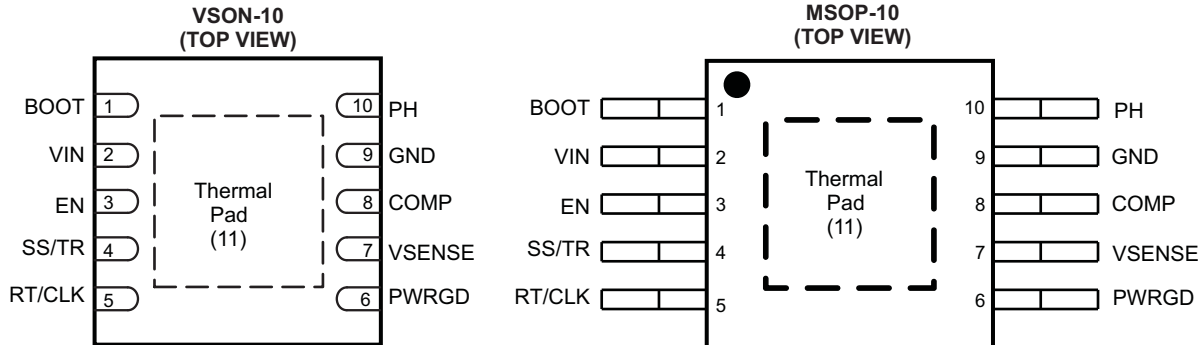 VSON-10
(TOP VIEW)
BOOT 1
10 PH
VIN 2
9 GND
EN 3
8 COMP
SS/TR 4
7 VSENSE
RT/CLK 5
6 PWRGD
Thermal
Pad
(11)
MSOP-10
(TOP VIEW)
BOOT 1
10 PH
VIN 2
9 GND
EN 3
8 COMP
SS/TR 4
7 VSENSE
RT/CLK 5
6 PWRGD
Thermal
Pad
(11)